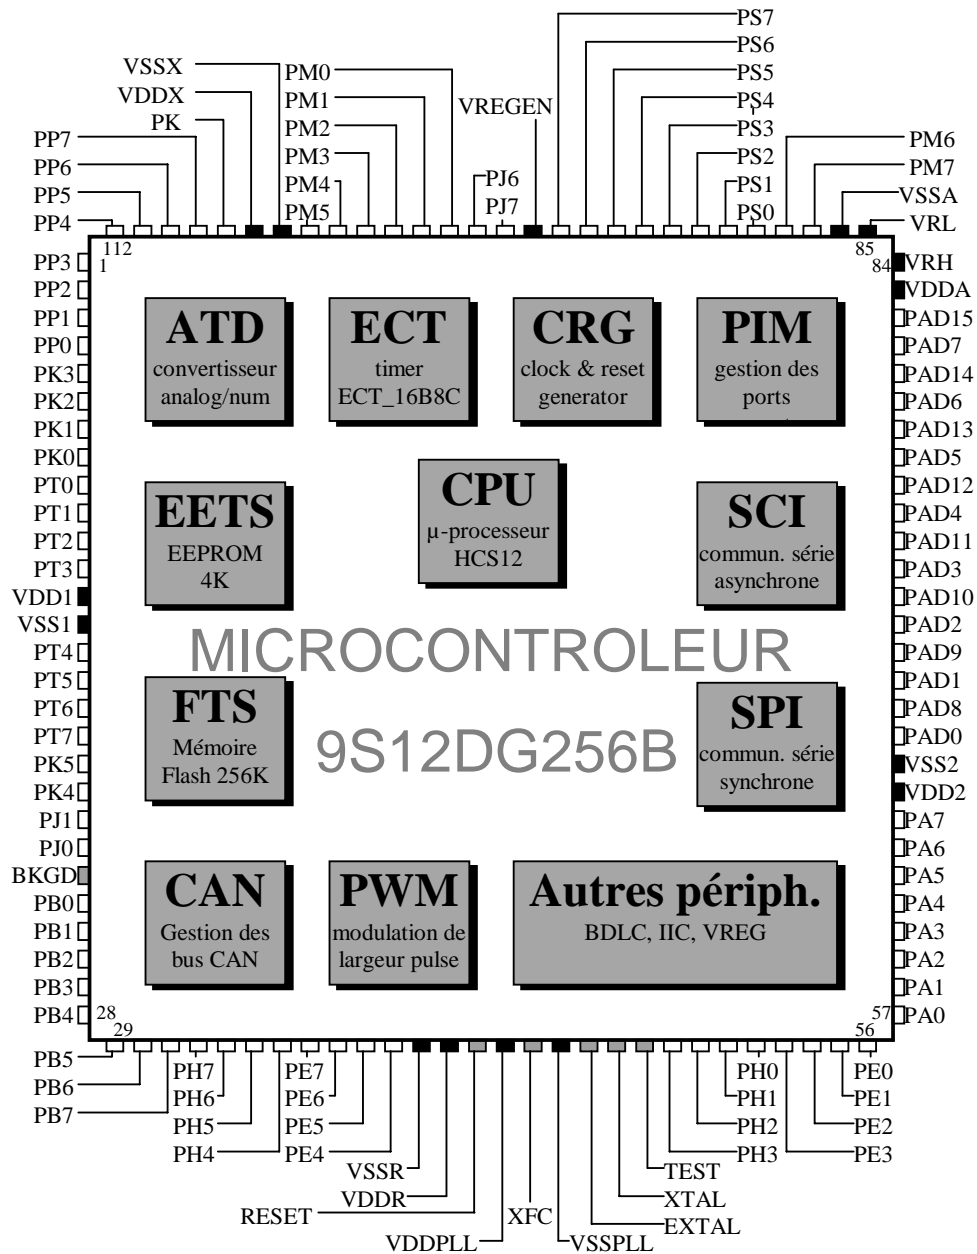 PS7
PS6
PS5
PS4
PS3
PS2
PS1
PS0
VSSX
VDDX
PK
PP7
PP6
PP5
PP4
PM0
PM1
PM2
PM3
PM4
PM5
VREGEN
PJ6
PJ7
PM6
PM7
VSSA
VRL
112
1
85
84
PP3
PP2
PP1
PP0
PK3
PK2
PK1
PK0
PT0
PT1
PT2
PT3
VDD1
VSS1
PT4
PT5
PT6
PT7
PK5
PK4
PJ1
PJ0
BKGD
PB0
PB1
PB2
PB3
PB4
ATD
convertisseur
analog/num
ECT
timer
ECT_16B8C
CRG
clock & reset
generator
PIM
gestion des
ports
EETS
EEPROM
4K
CPU
µ-processeur
HCS12
SCI
commun. série
asynchrone
MICROCONTROLEUR
9S12DG256B
FTS
Mémoire
Flash 256K
SPI
commun. série
synchrone
CAN
Gestion des
bus CAN
PWM
modulation de
largeur pulse
Autres périph.
BDLC, IIC, VREG
VRH
VDDA
PAD15
PAD7
PAD14
PAD6
PAD13
PAD5
PAD12
PAD4
PAD11
PAD3
PAD10
PAD2
PAD9
PAD1
PAD8
PAD0
VSS2
VDD2
PA7
PA6
PA5
PA4
PA3
PA2
PA1
PA0
28
29
57
56
PB5
PB6
PB7
PH7
PH6
PH5
PH4
PE7
PE6
PE5
PE4
VSSR
VDDR
RESET
VDDPLL
XFC
VSSPLL
EXTAL
XTAL
TEST
PH0
PH1
PH2
PH3
PE0
PE1
PE2
PE3